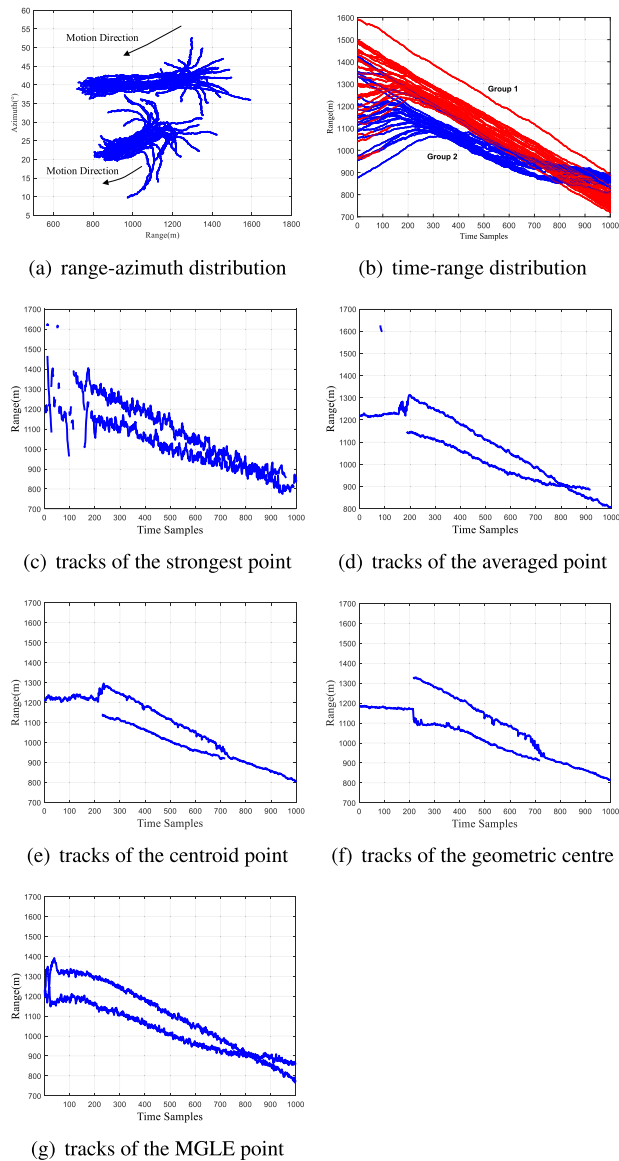 60
55
50
45
40
35
30
25
20
15
10
5
Azimuth(°)
Motion Direction
Motion Direction
600 800 1000 1200 1400 1600 1800
Range(m)
(a) range-azimuth distribution
1600
1500
1400
1300
1200
1100
1000
900
800
700
Range(m)
Group 1
Group 2
0 100 200 300 400 500 600 700 800 900 1000
Time Samples
(b) time-range distribution
1700
1600
1500
1400
1300
1200
1100
1000
900
800
700
Range(m)
0 100 200 300 400 500 600 700 800 900 1000
Time Samples
(c) tracks of the strongest point
1700
1600
1500
1400
1300
1200
1100
1000
900
800
Range(m)
0 100 200 300 400 500 600 700 800 900 1000
Time Samples
(d) tracks of the averaged point
1700
1600
1500
1400
1300
1200
1100
1000
900
800
700
Range(m)
0 100 200 300 400 500 600 700 800 900 1000
Time Samples
(e) tracks of the centroid point
1700
1600
1500
1400
1300
1200
1100
1000
900
800
700
Range(m)
0 100 200 300 400 500 600 700 800 900 1000
Time Samples
(f) tracks of the geometric centre
1700
1600
1500
1400
1300
1200
1100
1000
900
800
700
Range(m)
100 200 300 400 500 600 700 800 900 1000
Time Samples
(g) tracks of the MGLE point